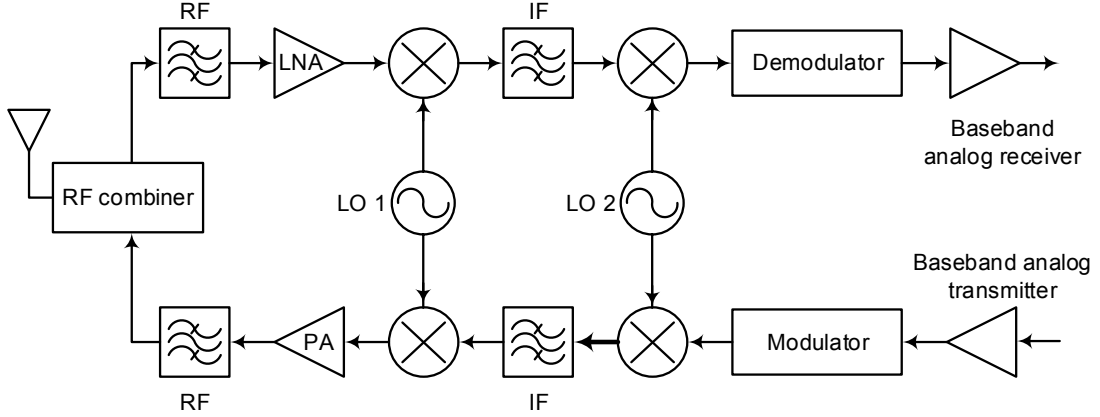 RF
IF
LNA
Demodulator
Baseband
analog receiver
RF combiner
LO 1
LO 2
Baseband analog
transmitter
PA
Modulator
RF
IF